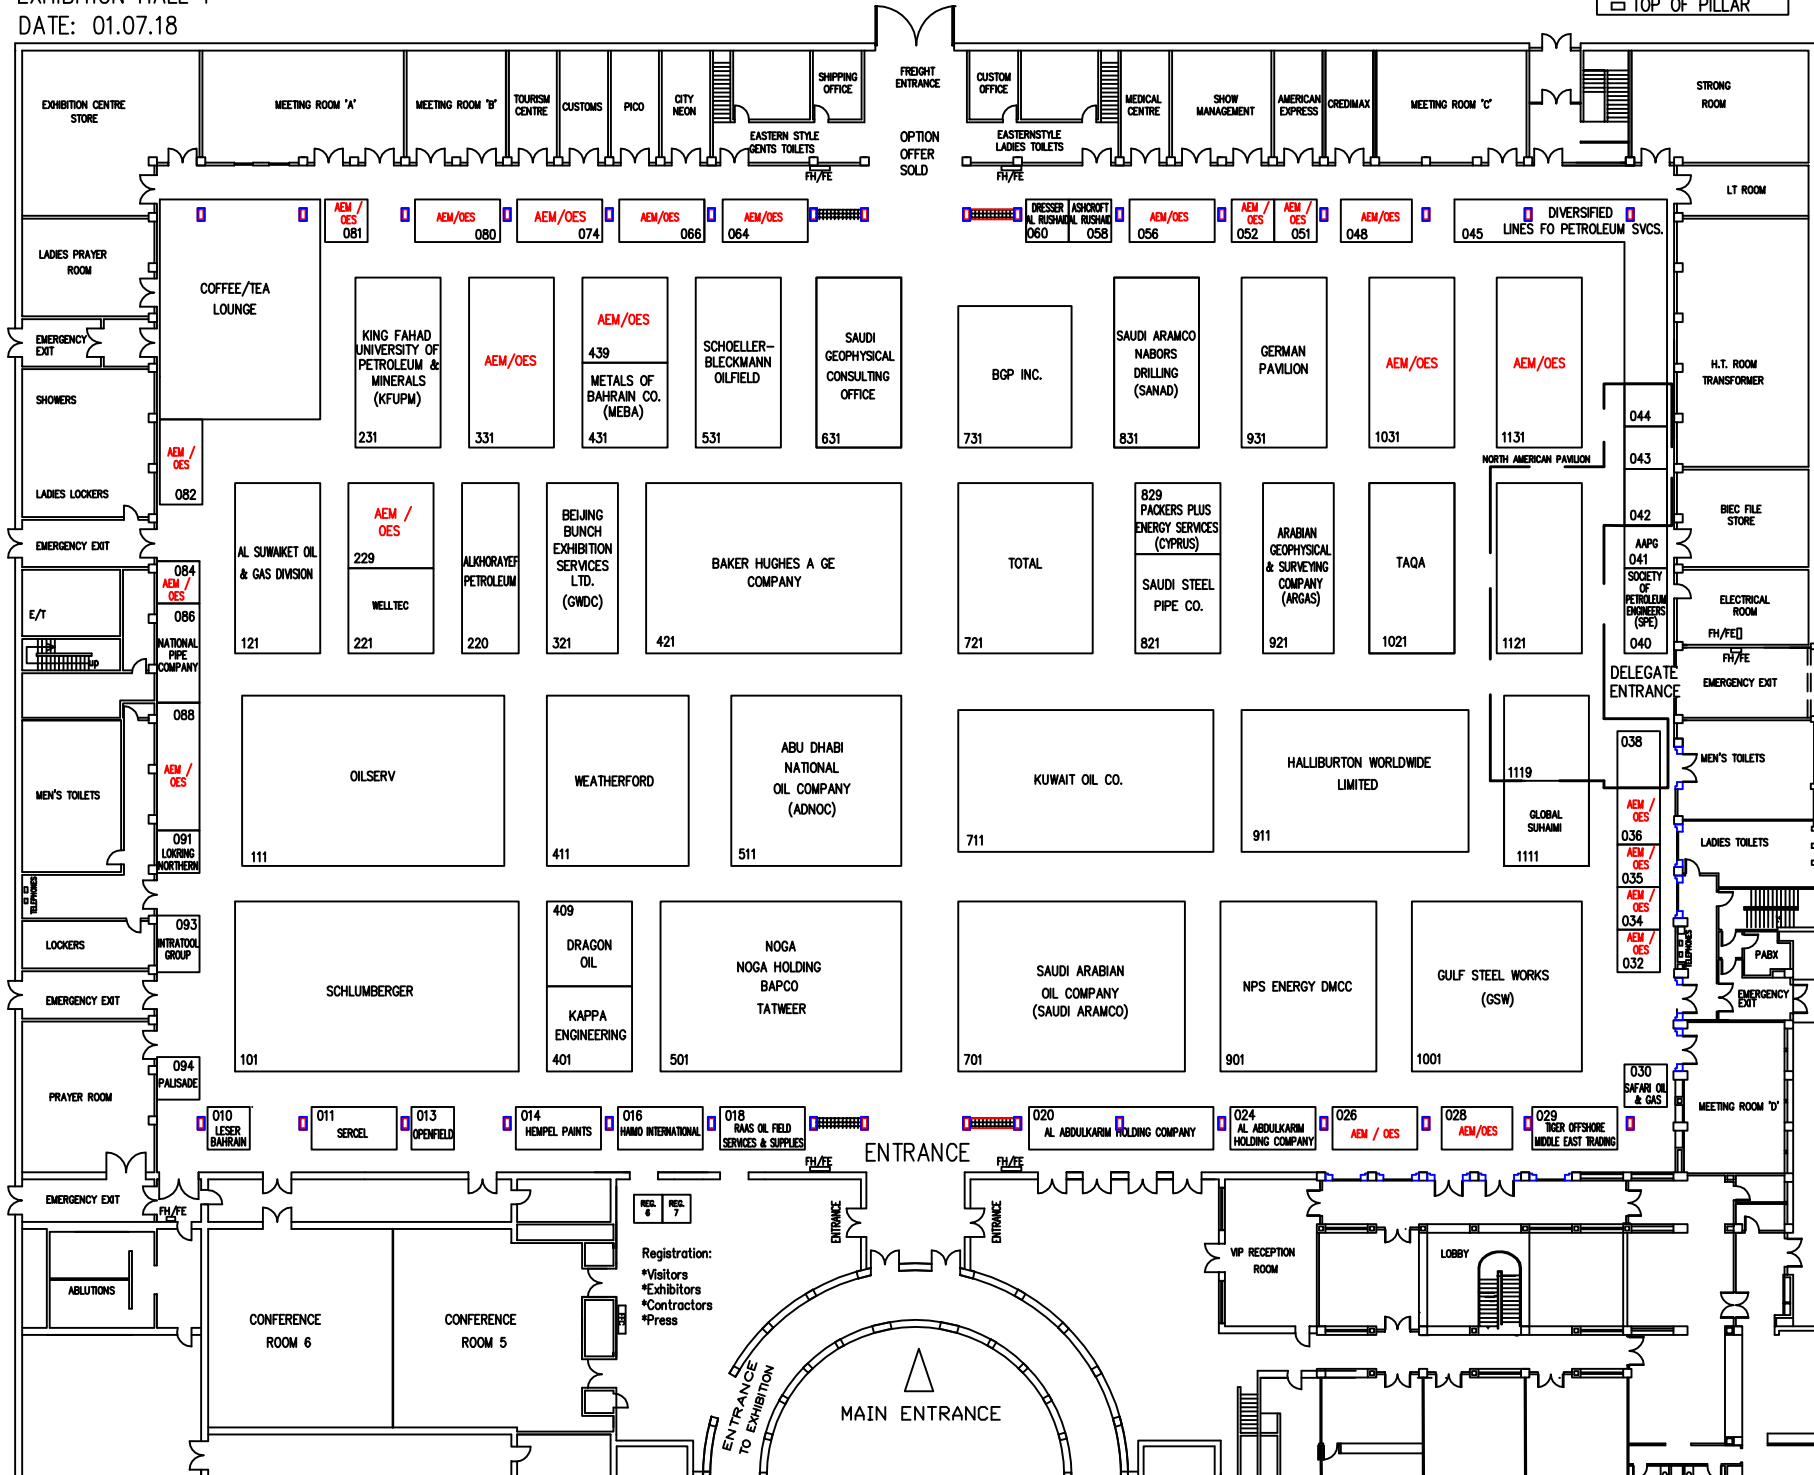 EXHIBITION HALL 1
DATE: 01.07.18
TOP OF PILLAR
EXHIBITION CENTRE
STORE
MEETING ROOM 'A'
MEETING ROOM 'B'
TOURISM
CENTRE
CUSTOMS
PICO
CITY
NEON
SHIPPING
OFFICE
EASTERN STYLE
GENTS TOILETS
FREIGHT
ENTRANCE
OPTION
OFFER
SOLD
CUSTOM
OFFICE
EASTERNSTYLE
LADIES TOILETS
MEDICAL
CENTRE
SHOW
MANAGEMENT
AMERICAN
EXPRESS
CREDIMAX
MEETING ROOM 'C'
STRONG
ROOM
FH/FE
FH/FE
LT ROOM
AEM /
OES
081
AEM/OES
080
AEM/OES
074
AEM/OES
066
AEM/OES
064
DRESSER
AL RUSHAID
060
ASHCROFT
AL RUSHAID
058
AEM/OES
056
AEM /
OES
052
AEM /
OES
051
AEM/OES
048
DIVERSIFIED
LINES FO PETROLEUM SVCS.
045
LADIES PRAYER
ROOM
COFFEE/TEA
LOUNGE
EMERGENCY
EXIT
KING FAHAD
UNIVERSITY OF
PETROLEUM &
MINERALS
(KFUPM)
231
AEM/OES
331
AEM/OES
439
METALS OF
BAHRAIN CO.
(MEBA)
431
SCHOELLER-
BLECKMANN
OILFIELD
531
SAUDI
GEOPHYSICAL
CONSULTING
OFFICE
631
BGP INC.
731
SAUDI ARAMCO
NABORS
DRILLING
(SANAD)
831
GERMAN
PAVILION
931
AEM/OES
1031
AEM/OES
1131
H.T. ROOM
TRANSFORMER
044
043
042
NORTH AMERICAN PAVILION
SHOWERS
LADIES LOCKERS
AEM /
OES
082
EMERGENCY EXIT
AL SUWAIKET OIL
& GAS DIVISION
121
AEM /
OES
229
WELLTEC
221
ALKHORAYEF
PETROLEUM
220
BEIJING
BUNCH
EXHIBITION
SERVICES
LTD.
(GWDC)
321
BAKER HUGHES A GE
COMPANY
421
TOTAL
721
829
PACKERS PLUS
ENERGY SERVICES
(CYPRUS)
SAUDI STEEL
PIPE CO.
821
ARABIAN
GEOPHYSICAL
& SURVEYING
COMPANY
(ARGAS)
921
TAQA
1021
1121
AAPG
041
SOCIETY
OF
PETROLEUM
ENGINEERS
(SPE)
040
BIEC FILE
STORE
ELECTRICAL
ROOM
FH/FE
FH/FE
DELEGATE
ENTRANCE
EMERGENCY EXIT
E/T
up
084
AEM /
OES
086
NATIONAL
PIPE
COMPANY
088
AEM /
OES
091
LOKRING
NORTHERN
MEN'S TOILETS
TELEPHONES
OILSERV
111
WEATHERFORD
411
ABU DHABI
NATIONAL
OIL COMPANY
(ADNOC)
511
KUWAIT OIL CO.
711
HALLIBURTON WORLDWIDE
LIMITED
911
1119
GLOBAL
SUHAIMI
1111
038
AEM /
OES
036
AEM /
OES
035
AEM /
OES
034
AEM /
OES
032
MEN'S TOILETS
LADIES TOILETS
TELEPHONES
PABX
EMERGENCY
EXIT
LOCKERS
093
INTRATOOL
GROUP
EMERGENCY EXIT
SCHLUMBERGER
101
409
DRAGON
OIL
KAPPA
ENGINEERING
401
NOGA
NOGA HOLDING
BAPCO
TATWEER
501
SAUDI ARABIAN
OIL COMPANY
(SAUDI ARAMCO)
701
NPS ENERGY DMCC
901
GULF STEEL WORKS
(GSW)
1001
PRAYER ROOM
094
PALISADE
030
SAFARI OIL
& GAS
MEETING ROOM 'D'
010
LESER
BAHRAIN
011
SERCEL
013
OPENFIELD
014
HEMPEL PAINTS
016
HAIMO INTERNATIONAL
018
RAAS OIL FIELD
SERVICES & SUPPLIES
020
AL ABDULKARIM HOLDING COMPANY
024
AL ABDULKARIM
HOLDING COMPANY
026
AEM / OES
028
AEM/OES
029
TIGER OFFSHORE
MIDDLE EAST TRADING
ENTRANCE
FH/FE
FH/FE
EMERGENCY EXIT
FH/FE
REG.
6
REG.
7
ENTRANCE
ENTRANCE
Registration:
*Visitors
*Exhibitors
*Contractors
*Press
VIP RECEPTION
ROOM
LOBBY
ABLUTIONS
CONFERENCE
ROOM 6
CONFERENCE
ROOM 5
ENTRANCE
TO EXHIBITION
MAIN ENTRANCE